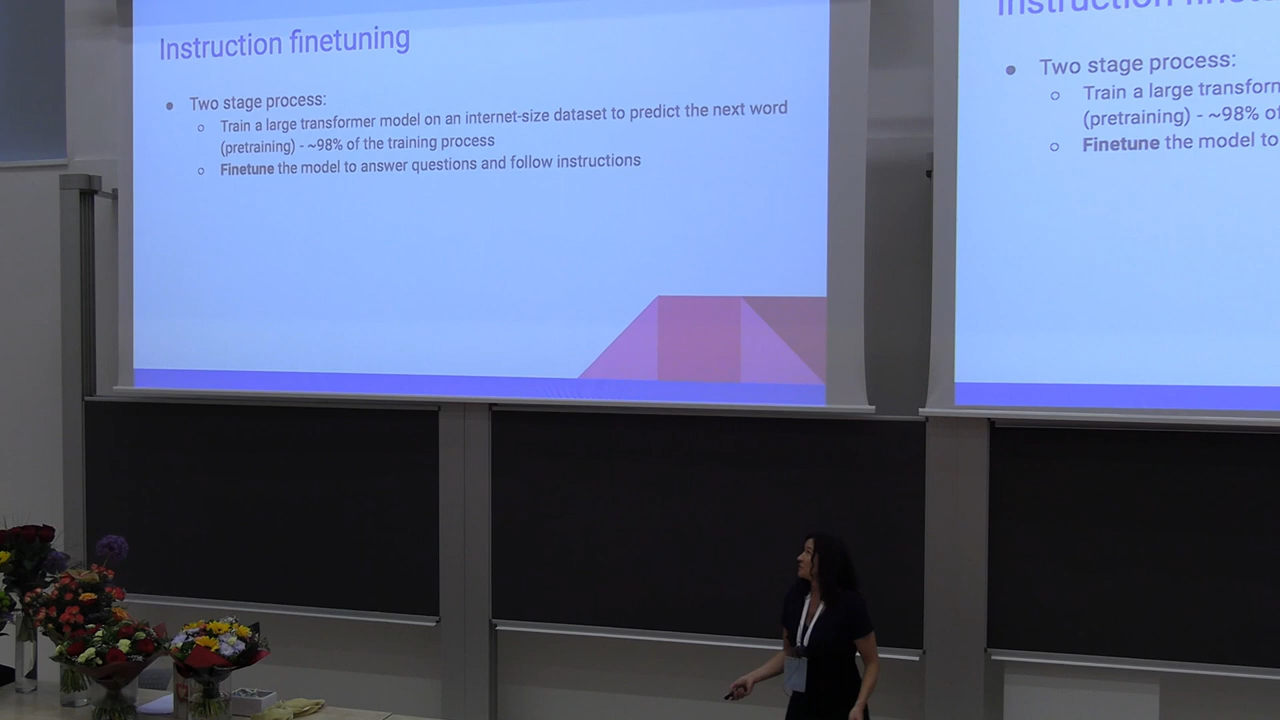 Instruction finetuning
● Two stage process:
○ Train a large transformer model on an internet-size dataset to predict the next word
(pretraining) - ~98% of the training process
○ Finetune the model to answer questions and follow instructions
Instruction
● Two stage process:
○ Train a large
(pretraining) - ~98%
○ Finetune the model to